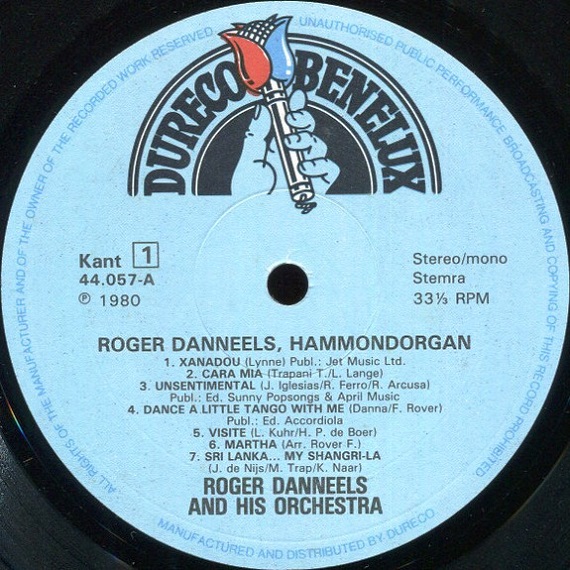 ALL RIGHTS OF THE MANUFACTURER AND OF THE OWNER OF THE RECORDED WORK RESERVED
UNAUTHORISED PUBLIC PERFORMANCE BROADCASTING AND COPYING OF THIS RECORD PROHIBITED
DURECO BENELUX
Kant 1
44.057-A
℗ 1980
Stereo/mono
Stemra
33⅓ RPM
ROGER DANNEELS, HAMMONDORGAN
1. XANADOU (Lynne) Publ.: Jet Music Ltd.
2. CARA MIA (Trapani T./L. Lange)
3. UNSENTIMENTAL (J. Iglesias/R. Ferro/R. Arcusa)
Publ.: Ed. Sunny Popsongs & April Music
4. DANCE A LITTLE TANGO WITH ME (Danna/F. Rover)
Publ.: Ed. Accordiola
5. VISITE (L. Kuhr/H. P. de Boer)
6. MARTHA (Arr. Rover F.)
7: SRI LANKA... MY SHANGRI-LA
(J. de Nijs/M. Trap/K. Naar)
ROGER DANNEELS
AND HIS ORCHESTRA
MANUFACTURED AND DISTRIBUTED BY DURECO